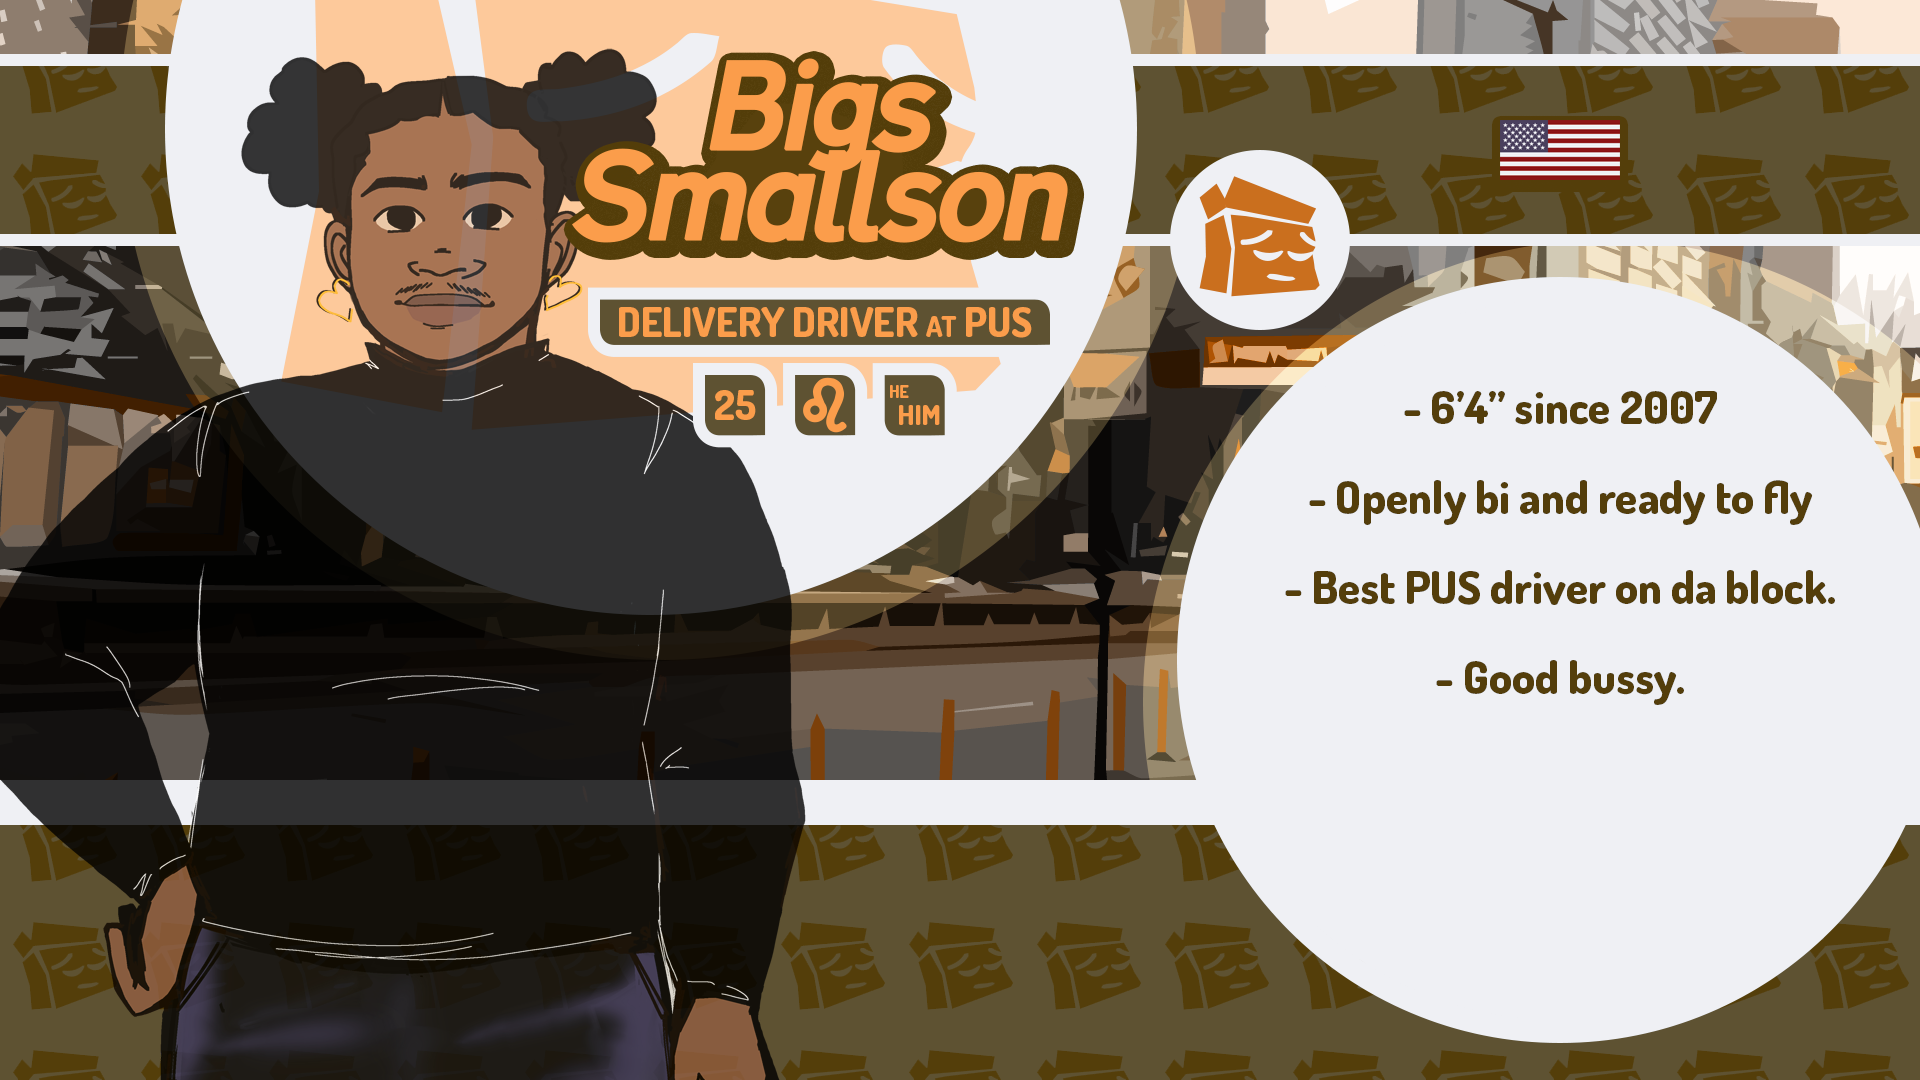 Bigs
Smallson
DELIVERY DRIVER AT PUS
25
HE
HIM
- 6’4” since 2007
- Openly bi and ready to fly
- Best PUS driver on da block.
- Good bussy.